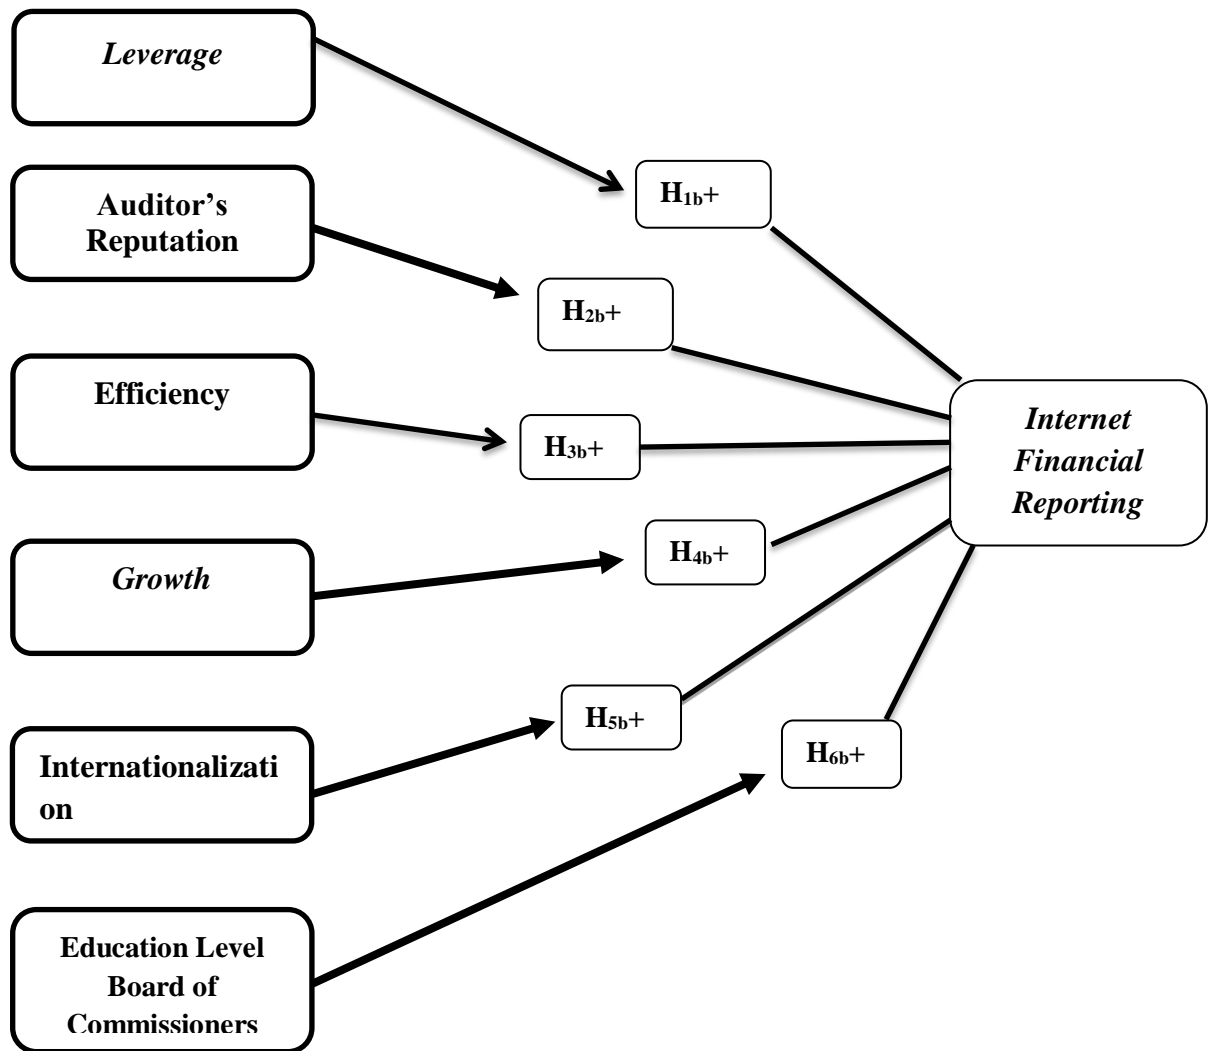 Leverage
H1b+
Auditor’s
Reputation
H2b+
Efficiency
H3b+
Internet
Financial
Reporting
Growth
H4b+
Internationalizati
on
H5b+
H6b+
Education Level
Board of
Commissioners